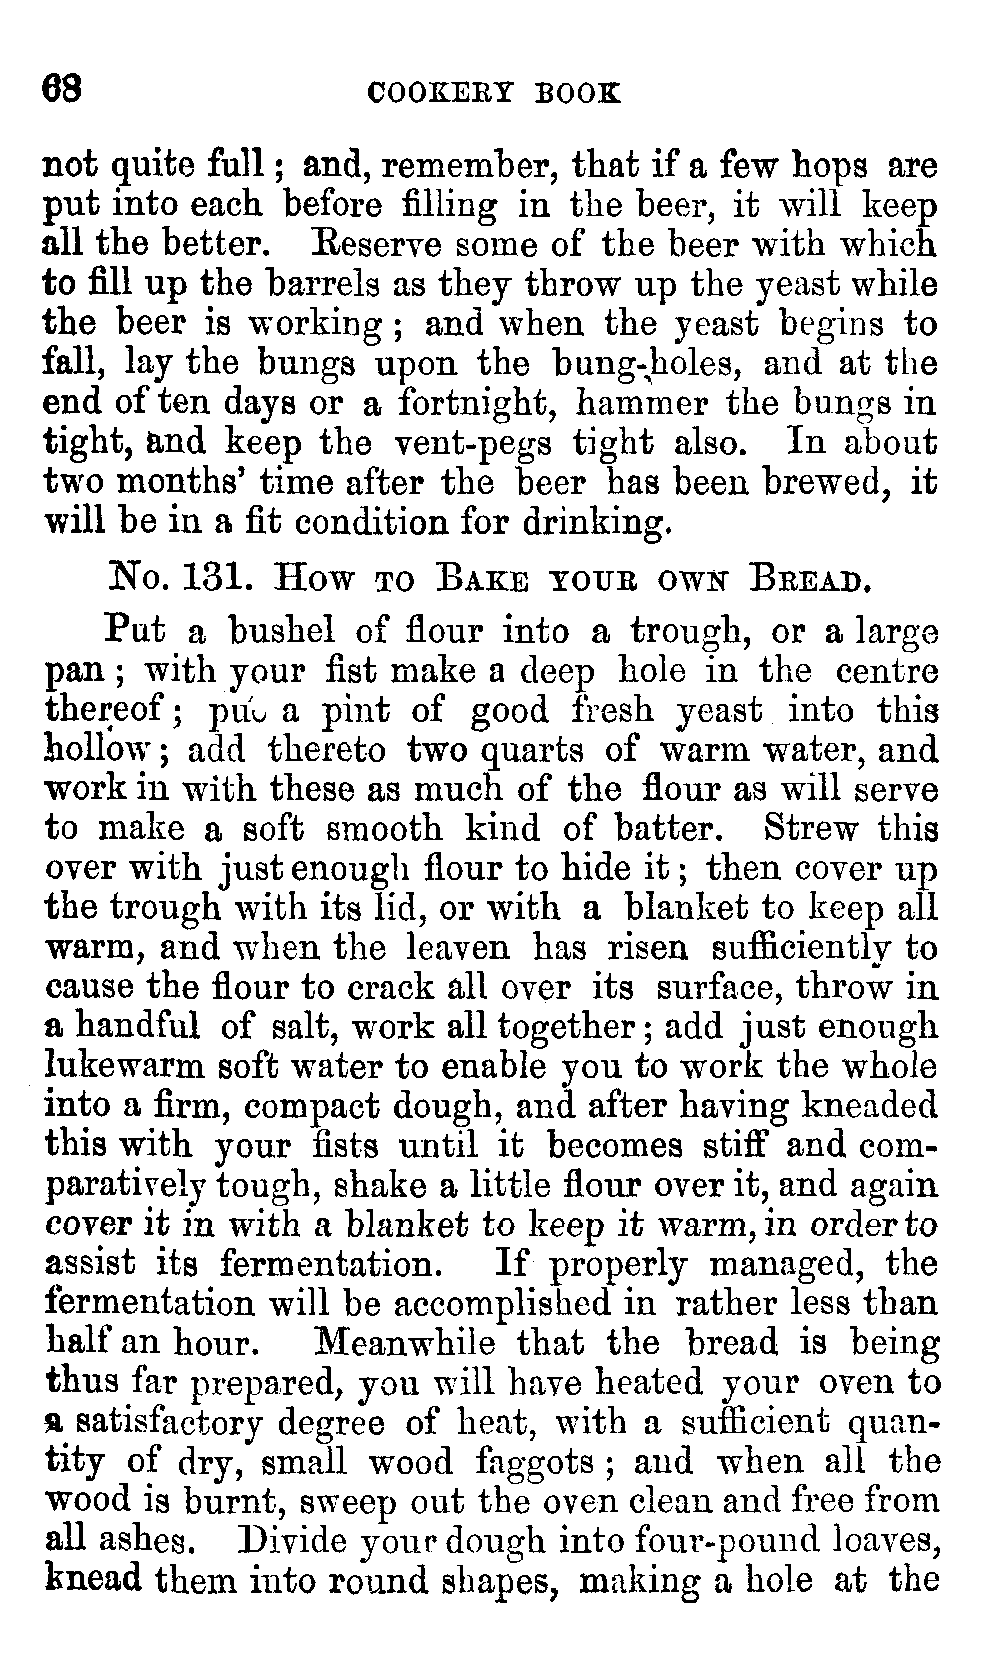 68 COOKERY BOOK
not quite full; and, remember, that if a few hops are
put into each before filling in the beer, it will keep
all the better. Reserve some of the beer with which
to fill up the barrels as they throw up the yeast while
the beer is working; and when the yeast begins to
fall, lay the bungs upon the bung-holes, and at the
end of ten days or a fortnight, hammer the bungs in
tight, and keep the vent-pegs tight also. In about
two months' time after the beer has been brewed, it
will be in a fit condition for drinking.
No. 131. How to Bake your own Bread.
Put a bushel of flour into a trough, or a large
pan; with your fist make a deep hole in the centre
thereof; put a pint of good fresh yeast into this
hollow; add thereto two quarts of warm water, and
work in with these as much of the flour as will serve
to make a soft smooth kind of batter. Strew this
over with just enough flour to hide it; then cover up
the trough with its lid, or with a blanket to keep all
warm, and when the leaven has risen sufficiently to
cause the flour to crack all over its surface, throw in
a handful of salt, work all together; add just enough
lukewarm soft water to enable you to work the whole
into a firm, compact dough, and after having kneaded
this with your fists until it becomes stiff and com-
paratively tough, shake a little flour over it, and again
cover it in with a blanket to keep it warm, in order to
assist its fermentation. If properly managed, the
fermentation will be accomplished in rather less than
half an hour. Meanwhile that the bread is being
thus far prepared, you will have heated your oven to
a satisfactory degree of heat, with a sufficient quan-
tity of dry, small wood faggots; and when all the
wood is burnt, sweep out the oven clean and free from
all ashes. Divide your dough into four-pound loaves,
knead them into round shapes, making a hole at the